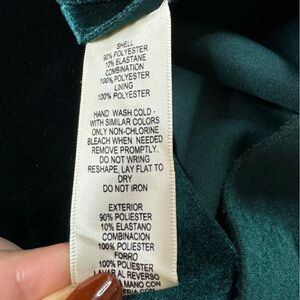 SHELL
90% POLYESTER
10% ELASTANE
COMBINATION
100% POLYESTER
LINING
100% POLYESTER
HAND WASH COLD -
WITH SIMILAR COLORS
ONLY NON-CHLORINE
BLEACH WHEN NEEDED
REMOVE PROMPTLY.
DO NOT WRING
RESHAPE, LAY FLAT TO
DRY
DO NOT IRON
EXTERIOR
90% POLIESTER
10% ELASTANO
COMBINACION
100% POLIESTER
FORRO
100% POLIESTER
LAVAR AL REVERSO
A MANO CON